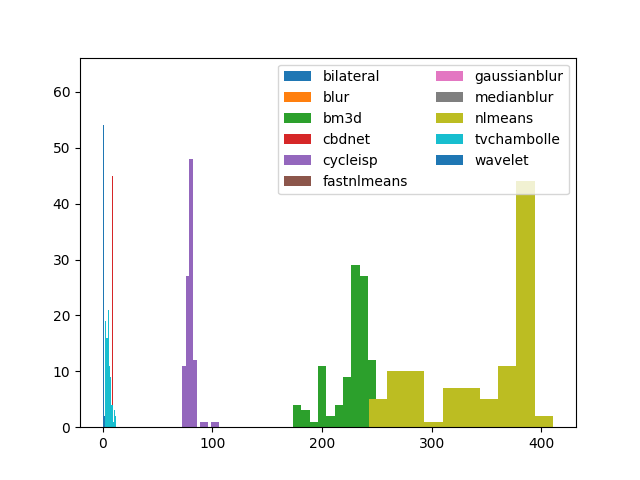 bilateral
blur
bm3d
cbdnet
cycleisp
fastnlmeans
gaussianblur
medianblur
nlmeans
tvchambolle
wavelet
60
50
40
30
20
10
0
0 100 200 300 400